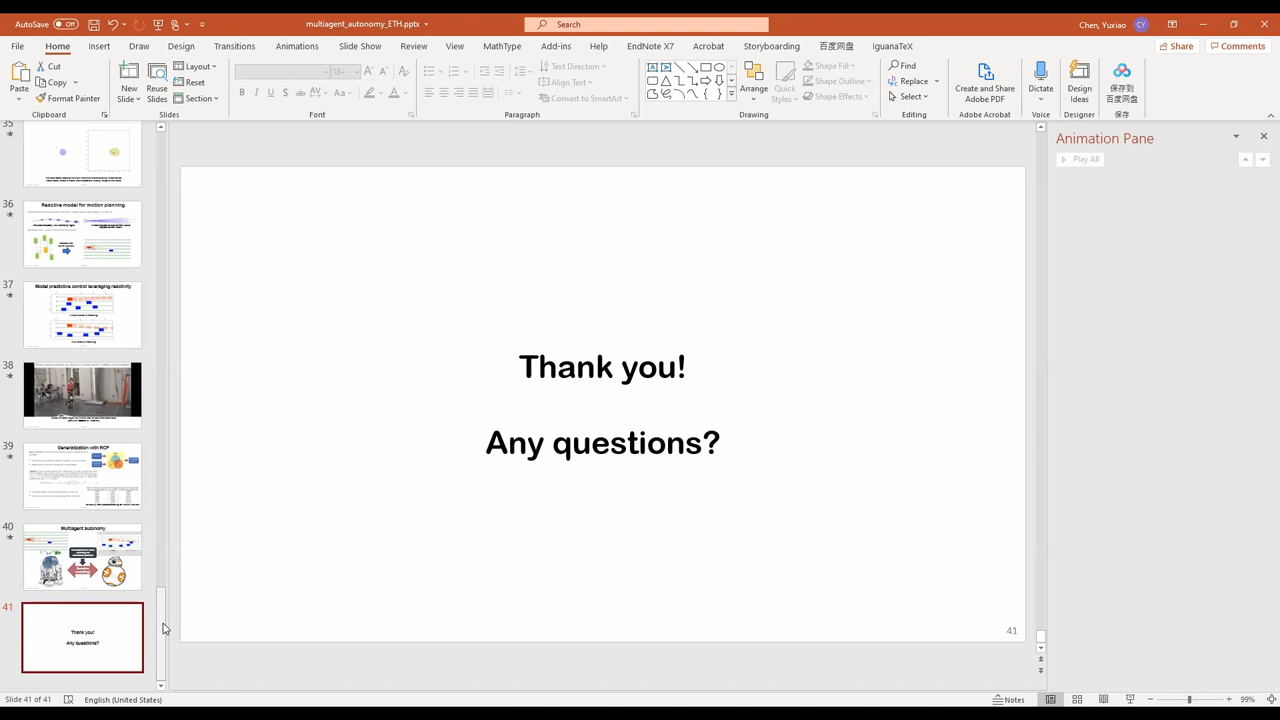 AutoSave
Off
multiagent_autonomy_ETH.pptx
Search
Chen, Yuxiao
CY
File
Home
Insert
Draw
Design
Transitions
Animations
Slide Show
Review
View
MathType
Add-ins
Help
EndNote X7
Acrobat
Storyboarding
百度网盘
IguanaTeX
Share
Comments
Paste
Cut
Copy
Format Painter
Clipboard
New
Slide
Reuse
Slides
Layout
Reset
Section
Slides
18+
Font
Text Direction
Align Text
Convert to SmartArt
Paragraph
Arrange
Quick
Styles
Shape Fill
Shape Outline
Shape Effects
Drawing
Find
Replace
Select
Editing
Create and Share
Adobe PDF
Adobe Acrobat
Dictate
Voice
Design
Ideas
Designer
保存到
百度网盘
保存
35
36
Reactive model for motion planning
37
Model predictive control leveraging reactivity
38
39
Generalization with RCF
40
Multiagent autonomy
41
Thank you!
Any questions?
Thank you!
Any questions?
41
Animation Pane
Play All
Slide 41 of 41
English (United States)
Notes
99%